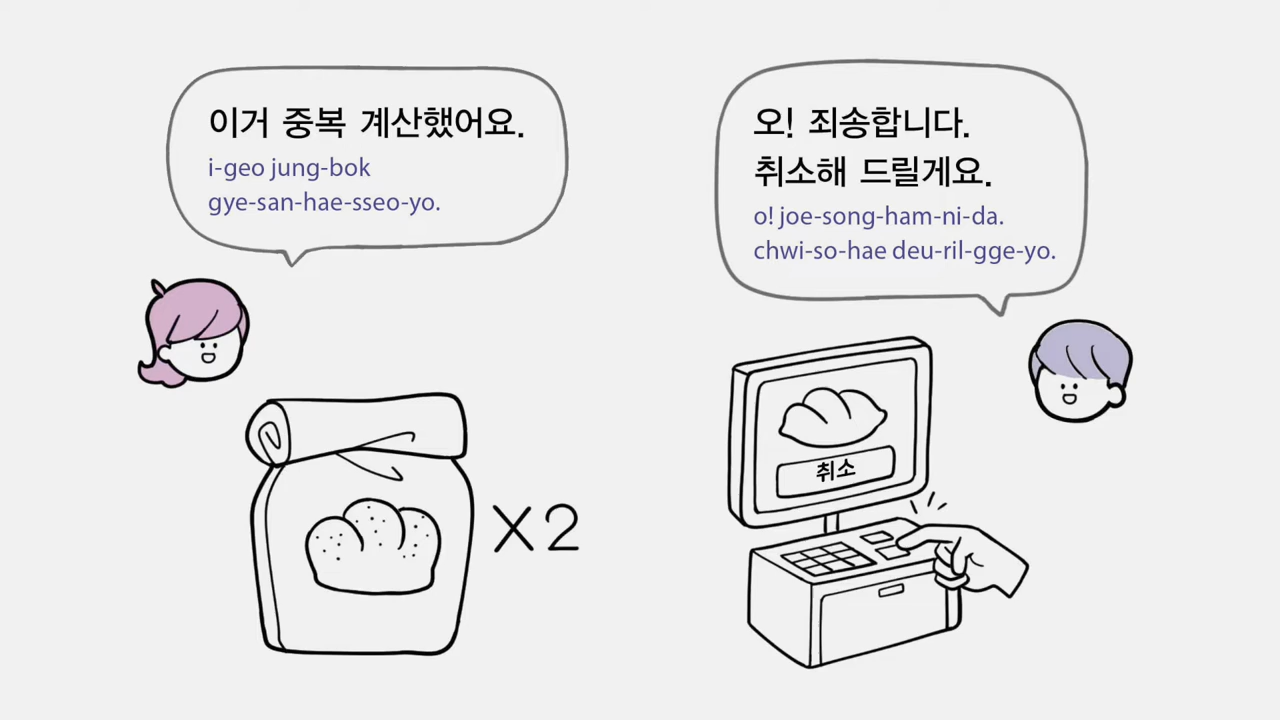 이거 중복 계산했어요.
i-geo jung-bok
gye-san-hae-sseo-yo.
오! 죄송합니다.
취소해 드릴게요.
o! joe-song-ham-ni-da.
chwi-so-hae deu-ril-gge-yo.
X2
취소